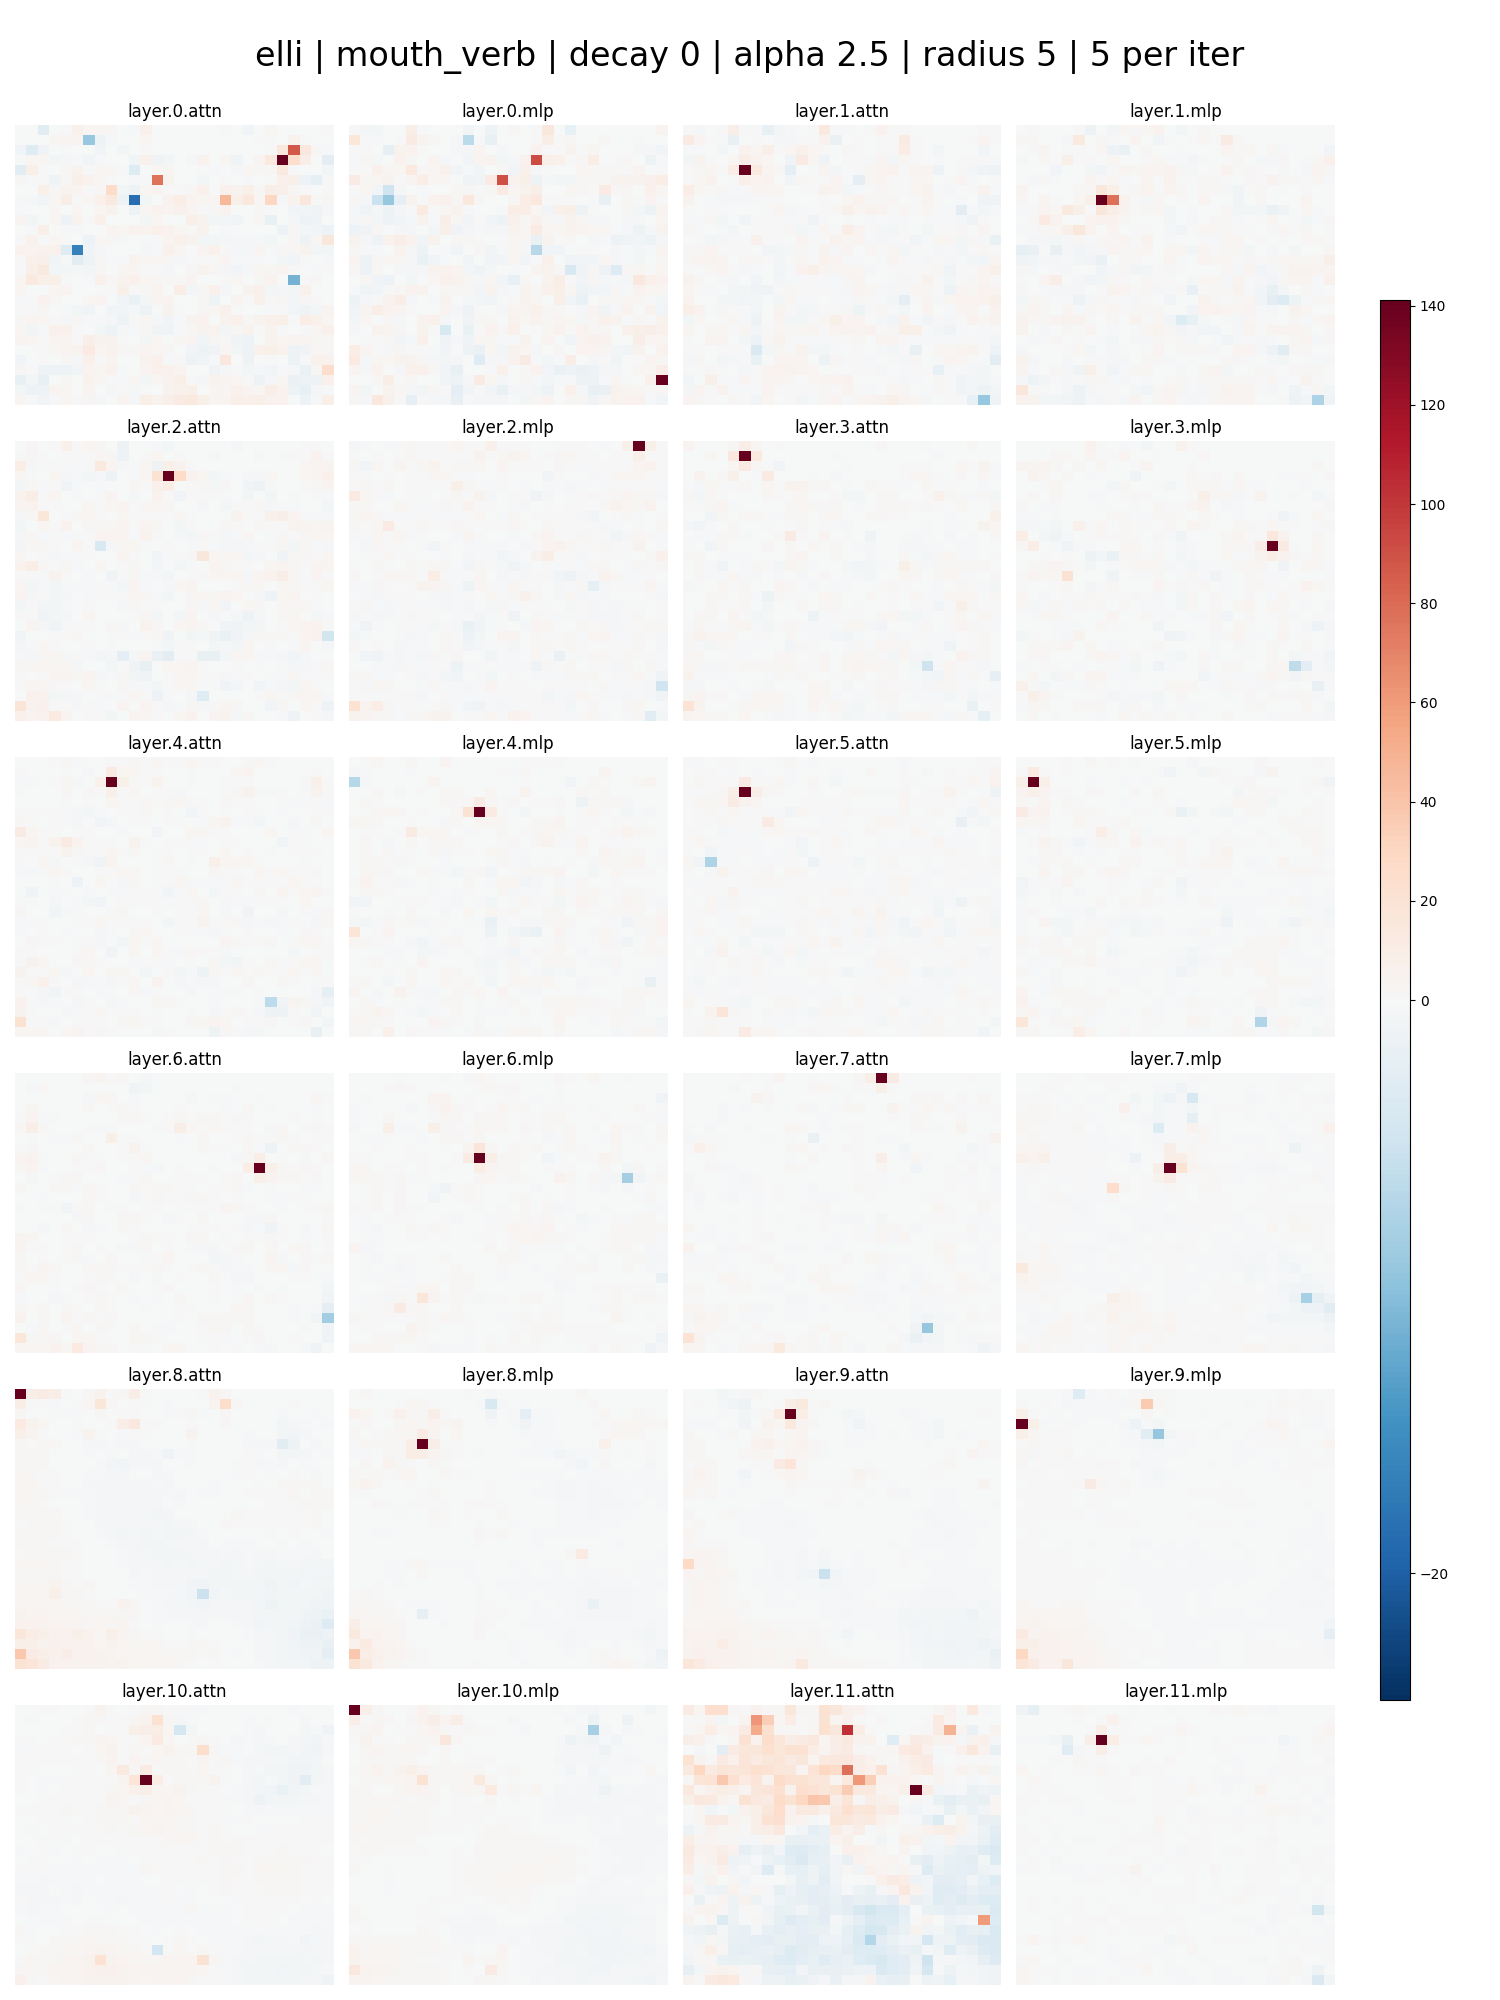 elli | mouth_verb | decay 0 | alpha 2.5 | radius 5 | 5 per iter
layer.0.attn
layer.0.mlp
layer.1.attn
layer.1.mlp
layer.2.attn
layer.2.mlp
layer.3.attn
layer.3.mlp
layer.4.attn
layer.4.mlp
layer.5.attn
layer.5.mlp
layer.6.attn
layer.6.mlp
layer.7.attn
layer.7.mlp
layer.8.attn
layer.8.mlp
layer.9.attn
layer.9.mlp
layer.10.attn
layer.10.mlp
layer.11.attn
layer.11.mlp
140
120
100
80
60
40
20
0
−20